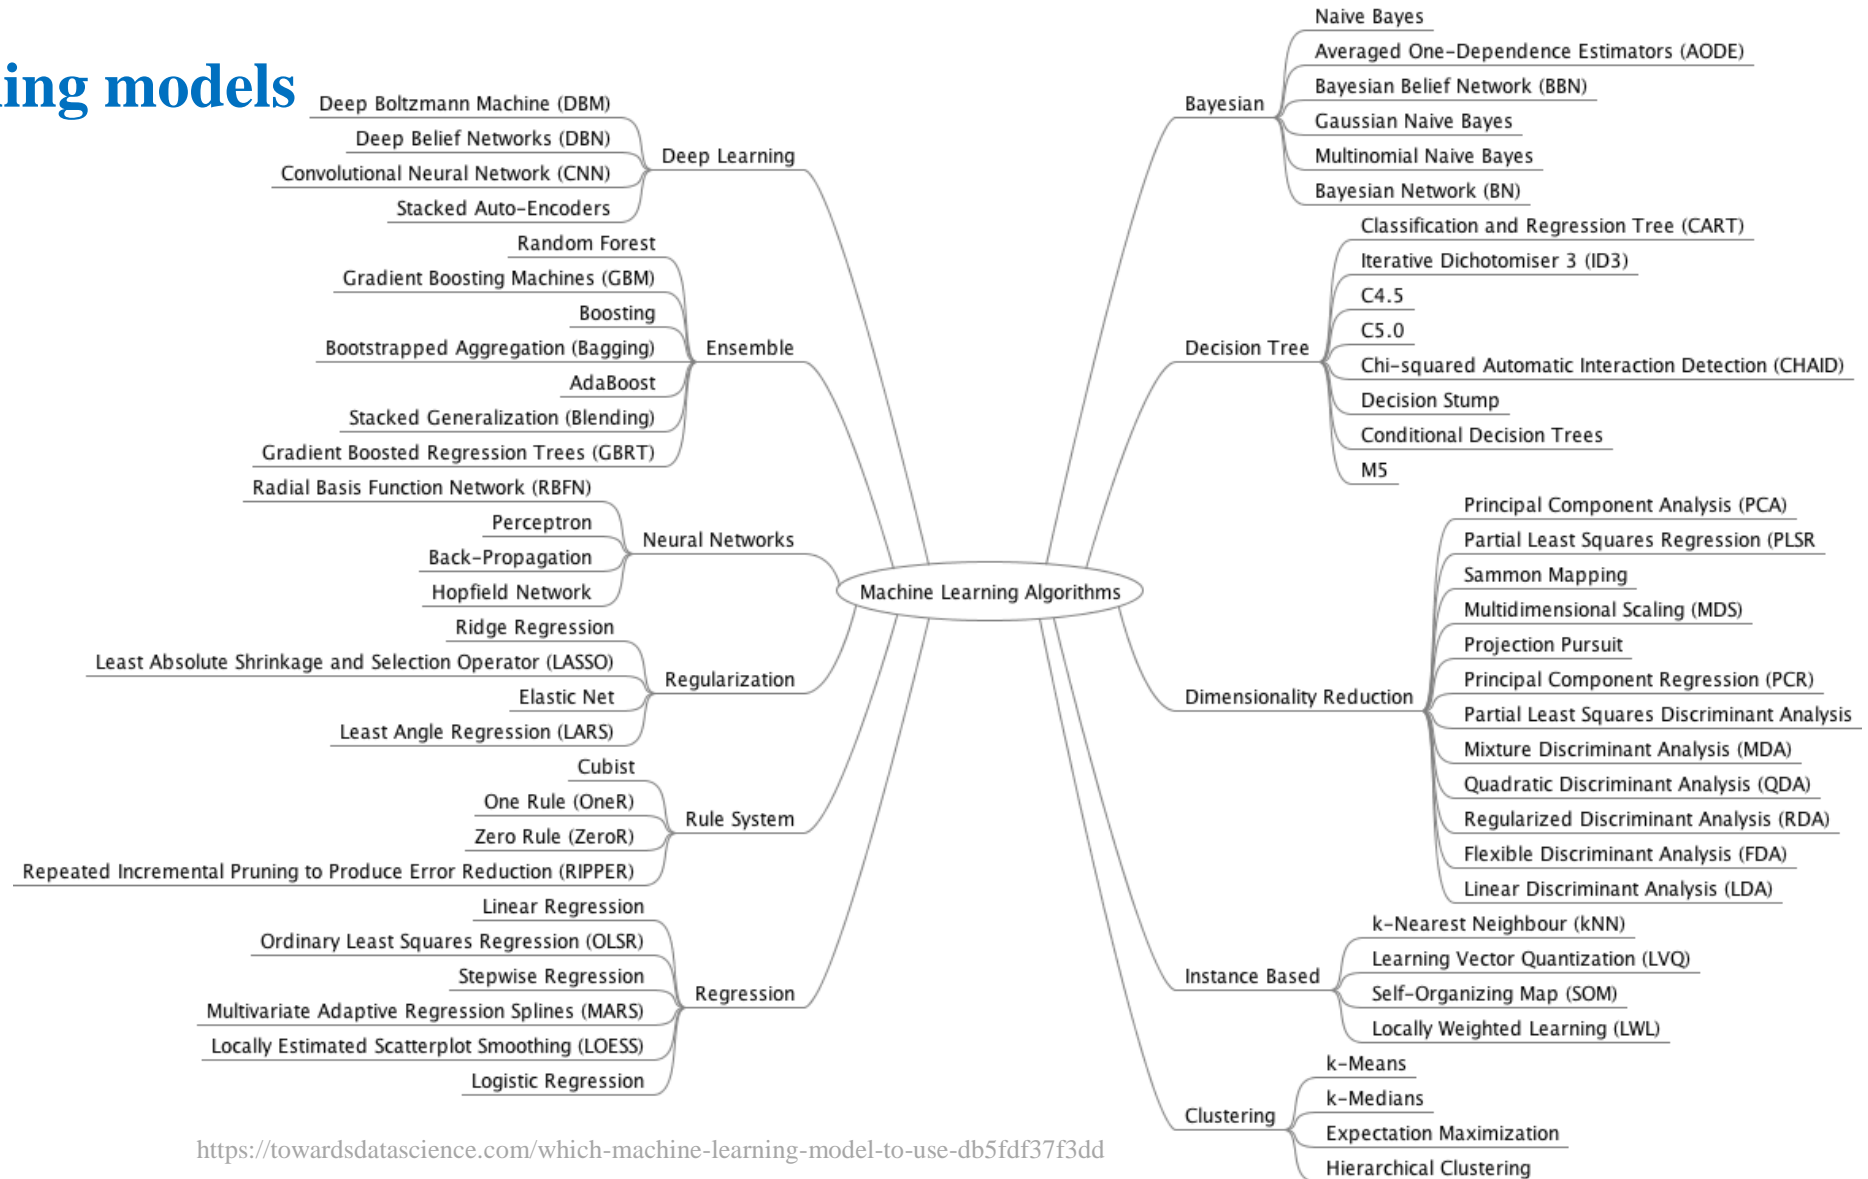 ing models
Deep Boltzmann Machine (DBM)
Deep Belief Networks (DBN)
Convolutional Neural Network (CNN)
Stacked Auto-Encoders
Deep Learning
Random Forest
Gradient Boosting Machines (GBM)
Boosting
Bootstrapped Aggregation (Bagging)
AdaBoost
Stacked Generalization (Blending)
Gradient Boosted Regression Trees (GBRT)
Ensemble
Radial Basis Function Network (RBFN)
Perceptron
Back-Propagation
Hopfield Network
Neural Networks
Ridge Regression
Least Absolute Shrinkage and Selection Operator (LASSO)
Elastic Net
Least Angle Regression (LARS)
Regularization
Cubist
One Rule (OneR)
Zero Rule (ZeroR)
Repeated Incremental Pruning to Produce Error Reduction (RIPPER)
Rule System
Linear Regression
Ordinary Least Squares Regression (OLSR)
Stepwise Regression
Multivariate Adaptive Regression Splines (MARS)
Locally Estimated Scatterplot Smoothing (LOESS)
Logistic Regression
Regression
Machine Learning Algorithms
Bayesian
Naive Bayes
Averaged One-Dependence Estimators (AODE)
Bayesian Belief Network (BBN)
Gaussian Naive Bayes
Multinomial Naive Bayes
Bayesian Network (BN)
Decision Tree
Classification and Regression Tree (CART)
Iterative Dichotomiser 3 (ID3)
C4.5
C5.0
Chi-squared Automatic Interaction Detection (CHAID)
Decision Stump
Conditional Decision Trees
M5
Dimensionality Reduction
Principal Component Analysis (PCA)
Partial Least Squares Regression (PLSR
Sammon Mapping
Multidimensional Scaling (MDS)
Projection Pursuit
Principal Component Regression (PCR)
Partial Least Squares Discriminant Analysis
Mixture Discriminant Analysis (MDA)
Quadratic Discriminant Analysis (QDA)
Regularized Discriminant Analysis (RDA)
Flexible Discriminant Analysis (FDA)
Linear Discriminant Analysis (LDA)
Instance Based
k-Nearest Neighbour (kNN)
Learning Vector Quantization (LVQ)
Self-Organizing Map (SOM)
Locally Weighted Learning (LWL)
Clustering
k-Means
k-Medians
Expectation Maximization
Hierarchical Clustering
https://towardsdatascience.com/which-machine-learning-model-to-use-db5fdf37f3dd